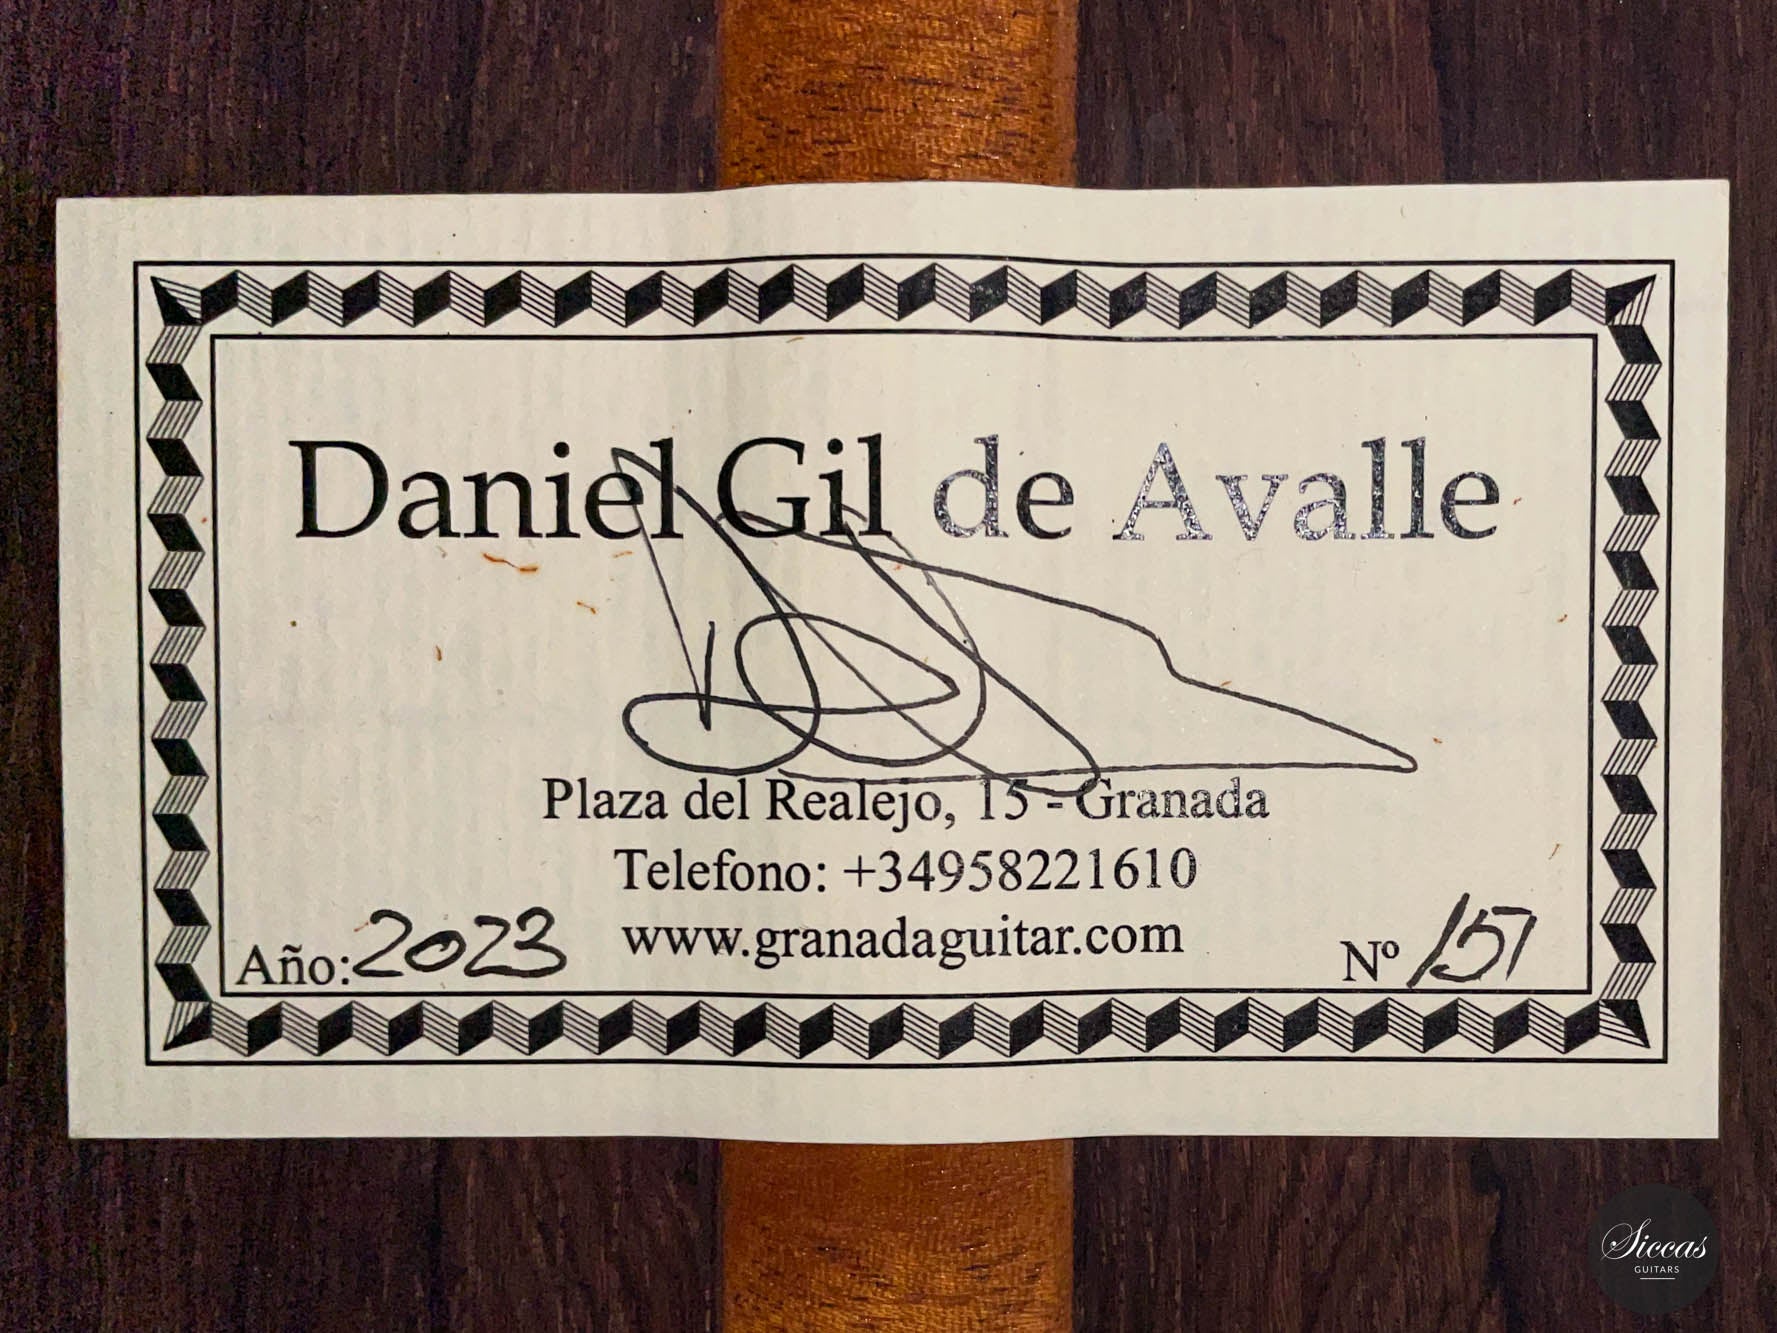 Daniel Gil de Avalle
Plaza del Realejo, 15 - Granada
Telefono: +34958221610
www.granadaguitar.com
Año: 2023
Nº 151
Siccas
GUITARS